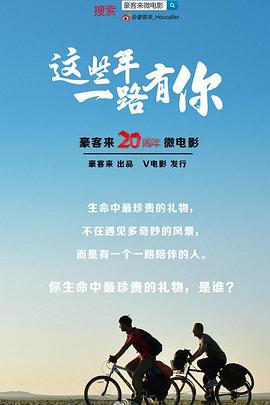 搜索 豪客来微电影
@豪客来_Houcaller
这些年
一路有你
豪客来20周年 微电影
豪客来 出品 V电影 发行
生命中最珍贵的礼物，
不在遇见多奇妙的风景，
而是有一个一路陪伴的人。
你生命中最珍贵的礼物，是谁？